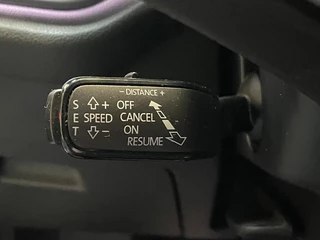 - DISTANCE +
S ⇧+ OFF
E SPEED CANCEL
T ⇩- ON
RESUME